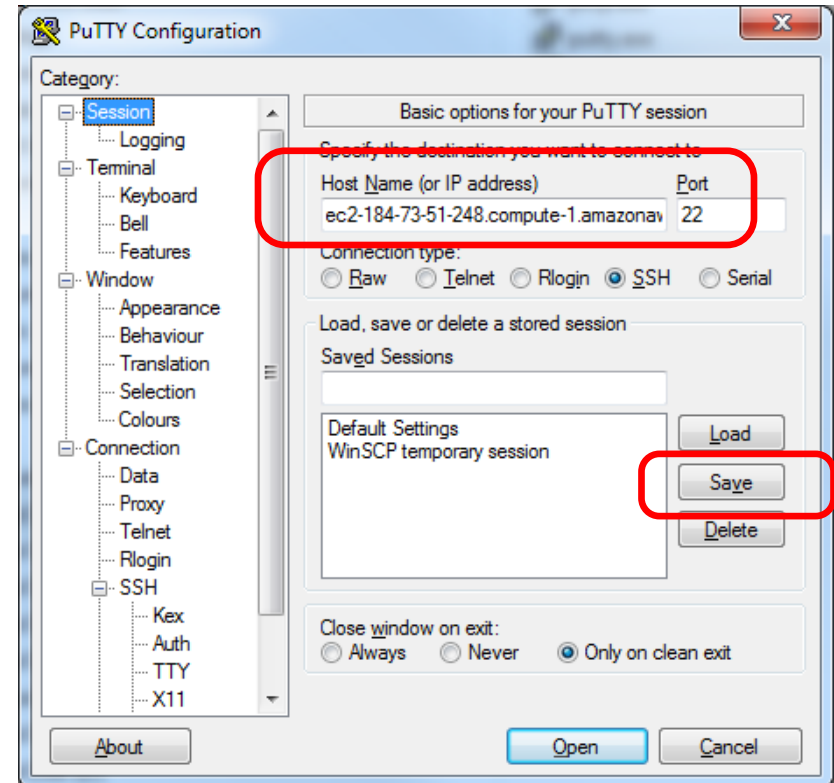 PuTTY Configuration
Category:
Session
Logging
Terminal
Keyboard
Bell
Features
Window
Appearance
Behaviour
Translation
Selection
Colours
Connection
Data
Proxy
Telnet
Rlogin
SSH
Kex
Auth
TTY
X11
Basic options for your PuTTY session
Specify the destination you want to connect to
Host Name (or IP address) Port
ec2-184-73-51-248.compute-1.amazonaw 22
Connection type:
Raw Telnet Rlogin SSH Serial
Load, save or delete a stored session
Saved Sessions
Default Settings
WinSCP temporary session
Load
Save
Delete
Close window on exit:
Always Never Only on clean exit
About Open Cancel